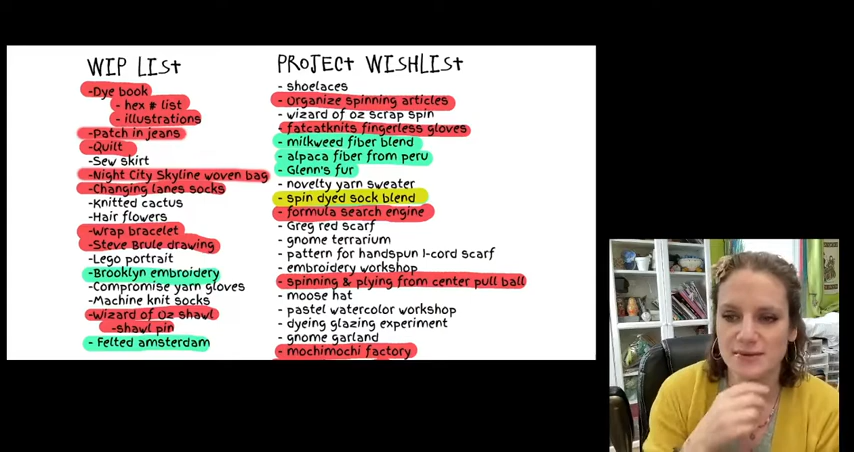 WIP LIST
-Dye book
- hex # list
- illustrations
-Patch in jeans
-Quilt
-Sew skirt
-Night City Skyline woven bag
-Changing lanes socks
-Knitted cactus
-Hair flowers
-Wrap bracelet
-Steve Brule drawing
-Lego portrait
-Brooklyn embroidery
-Compromise yarn gloves
-Machine knit socks
-Wizard of Oz shawl
-shawl pin
- Felted amsterdam
PROJECT WISHLIST
- shoelaces
- Organize spinning articles
- wizard of oz scrap spin
- fatcatknits fingerless gloves
- milkweed fiber blend
- alpaca fiber from peru
- Glenn's fur
- novelty yarn sweater
- spin dyed sock blend
- formula search engine
- Greg red scarf
- gnome terrarium
- pattern for handspun I-cord scarf
- embroidery workshop
- spinning & plying from center pull ball
- moose hat
- pastel watercolor workshop
- dyeing glazing experiment
- gnome garland
- mochimochi factory